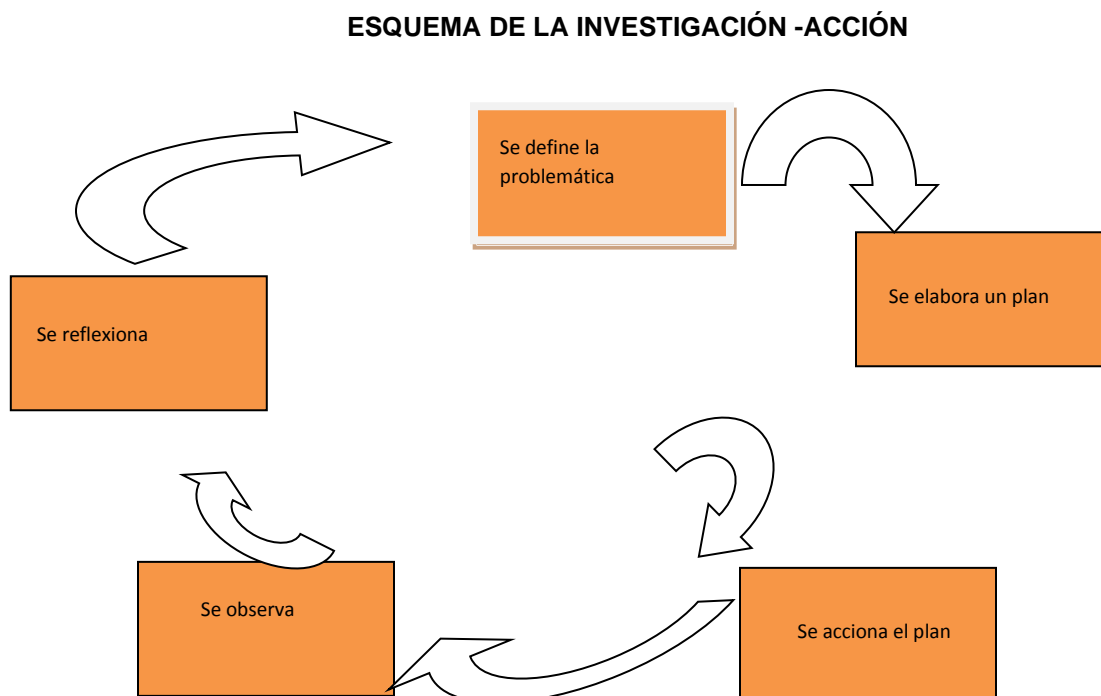 ESQUEMA DE LA INVESTIGACIÓN -ACCIÓN
Se define la
problemática
Se elabora un plan
Se acciona el plan
Se observa
Se reflexiona